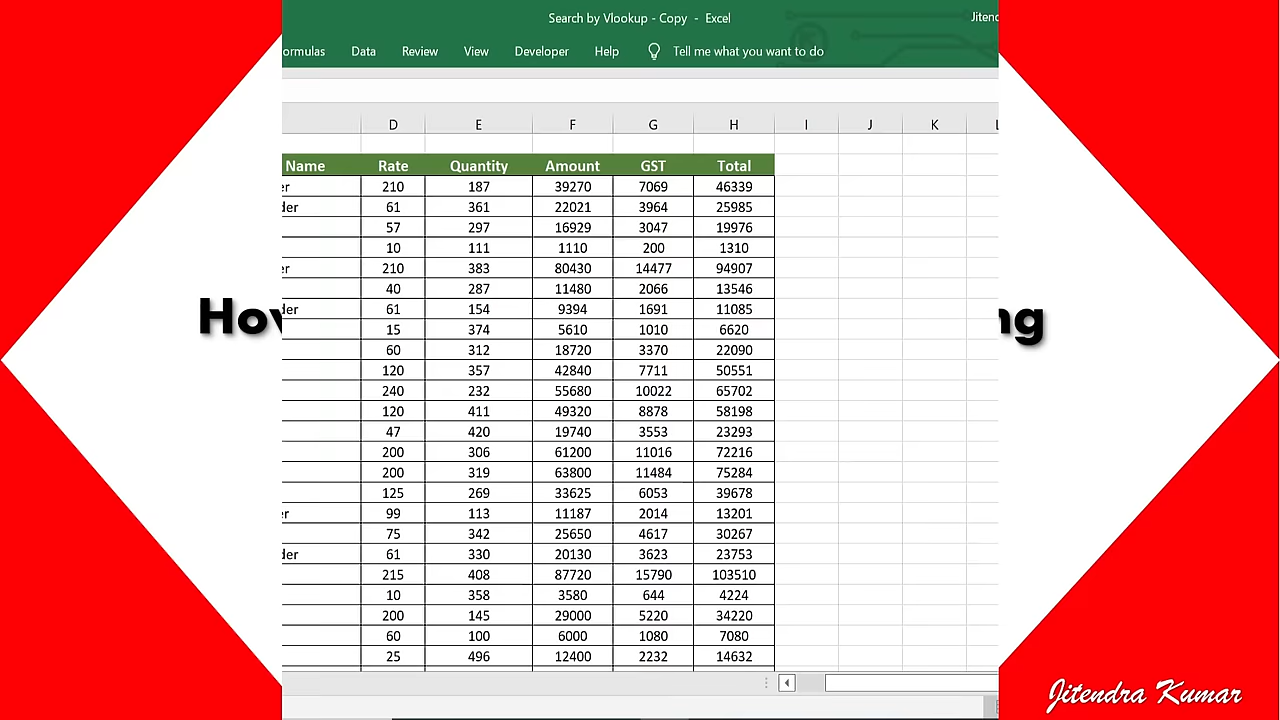 Search by Vlookup - Copy - Excel
Data Review View Developer Help Tell me what you want to do
D E F G H I J K
Name Rate Quantity Amount GST Total
210 187 39270 7069 46339
61 361 22021 3964 25985
57 297 16929 3047 19976
10 111 1110 200 1310
210 383 80430 14477 94907
40 287 11480 2066 13546
61 154 9394 1691 11085
15 374 5610 1010 6620
60 312 18720 3370 22090
120 357 42840 7711 50551
240 232 55680 10022 65702
120 411 49320 8878 58198
47 420 19740 3553 23293
200 306 61200 11016 72216
200 319 63800 11484 75284
125 269 33625 6053 39678
99 113 11187 2014 13201
75 342 25650 4617 30267
61 330 20130 3623 23753
215 408 87720 15790 103510
10 358 3580 644 4224
200 145 29000 5220 34220
60 100 6000 1080 7080
25 496 12400 2232 14632
Jitendra Kumar